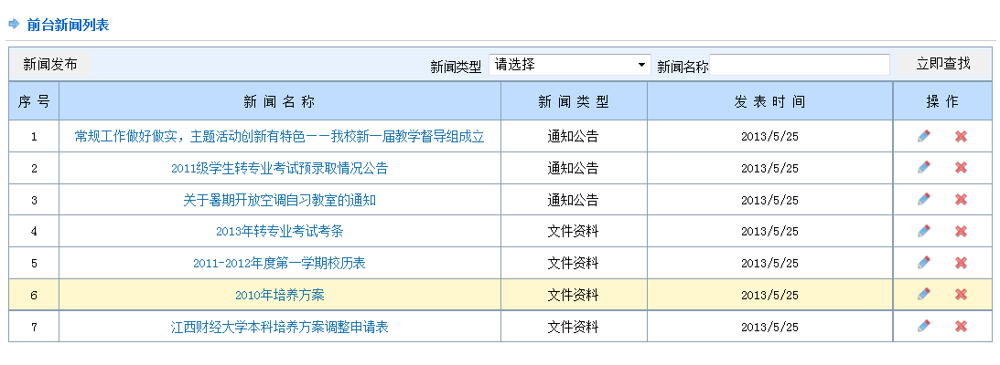 前台新闻列表
新闻发布 新闻类型 请选择 新闻名称 立即查找
序 号 新 闻 名 称 新 闻 类 型 发 表 时 间 操 作
1 常规工作做好做实，主题活动创新有特色——我校新一届教学督导组成立 通知公告 2013/5/25
2 2011级学生转专业考试预录取情况公告 通知公告 2013/5/25
3 关于暑期开放空调自习教室的通知 通知公告 2013/5/25
4 2013年转专业考试考条 文件资料 2013/5/25
5 2011-2012年度第一学期校历表 文件资料 2013/5/25
6 2010年培养方案 文件资料 2013/5/25
7 江西财经大学本科培养方案调整申请表 文件资料 2013/5/25